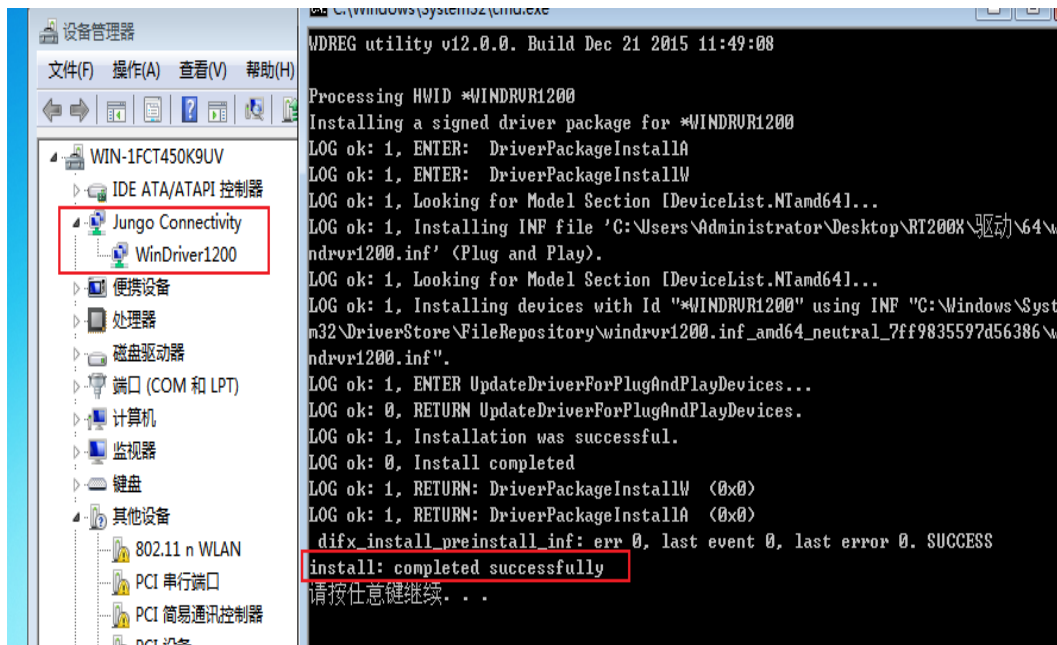 设备管理器
文件(F) 操作(A) 查看(V) 帮助(H)
WIN-1FCT450K9UV
IDE ATA/ATAPI 控制器
Jungo Connectivity
WinDriver1200
便携设备
处理器
磁盘驱动器
端口 (COM 和 LPT)
计算机
监视器
键盘
其他设备
802.11 n WLAN
PCI 串行端口
PCI 简易通讯控制器
PCI 设备
C:\Windows\System32\cmd.exe
WDREG utility v12.0.0. Build Dec 21 2015 11:49:08
Processing HWID *WINDRVR1200
Installing a signed driver package for *WINDRVR1200
LOG ok: 1, ENTER:  DriverPackageInstallA
LOG ok: 1, ENTER:  DriverPackageInstallW
LOG ok: 1, Looking for Model Section [DeviceList.NTamd64]...
LOG ok: 1, Installing INF file 'C:\Users\Administrator\Desktop\RT200X\驱动\64\w
ndrvr1200.inf' (Plug and Play).
LOG ok: 1, Looking for Model Section [DeviceList.NTamd64]...
LOG ok: 1, Installing devices with Id "*WINDRVR1200" using INF "C:\Windows\Syst
m32\DriverStore\FileRepository\windrvr1200.inf_amd64_neutral_7ff9835597d56386\w
ndrvr1200.inf".
LOG ok: 1, ENTER UpdateDriverForPlugAndPlayDevices...
LOG ok: 0, RETURN UpdateDriverForPlugAndPlayDevices.
LOG ok: 1, Installation was successful.
LOG ok: 0, Install completed
LOG ok: 1, RETURN: DriverPackageInstallW  (0x0)
LOG ok: 1, RETURN: DriverPackageInstallA  (0x0)
difx_install_preinstall_inf: err 0, last event 0, last error 0. SUCCESS
install: completed successfully
请按任意键继续. . .